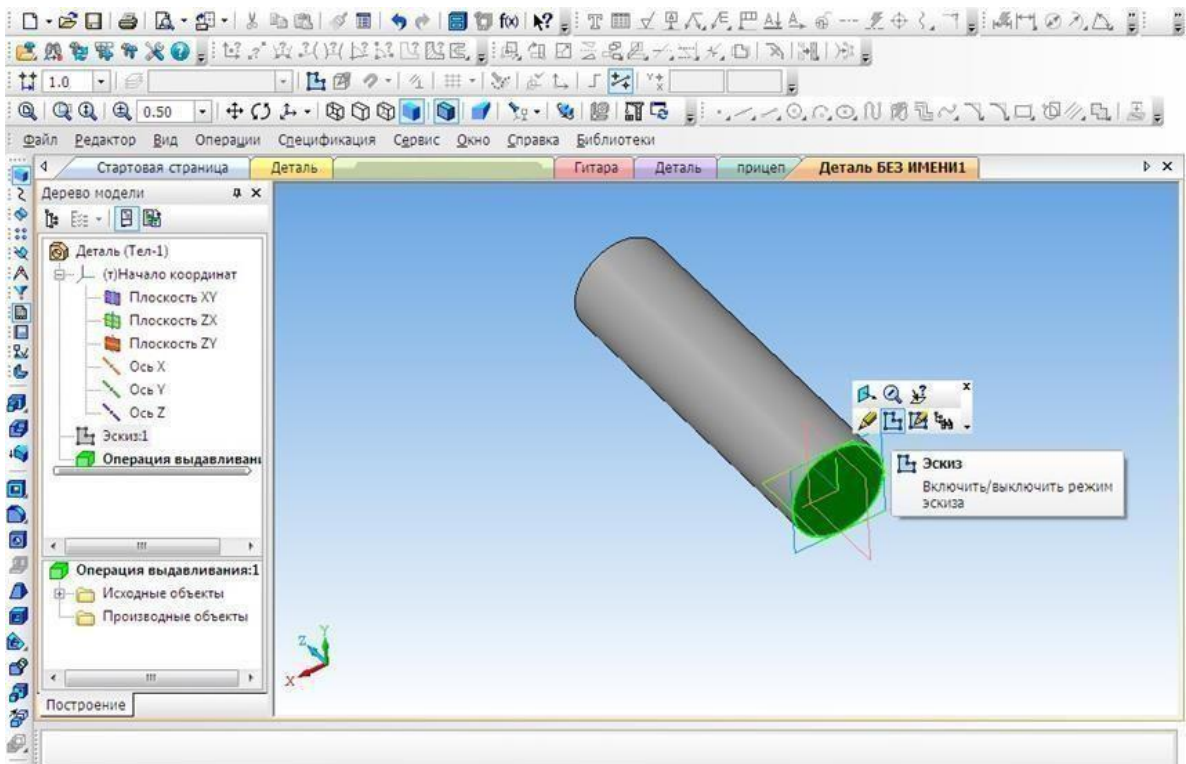 1.0
0.50
Файл Редактор Вид Операции Спецификация Сервис Окно Справка Библиотеки
Стартовая страница Деталь Гитара Деталь прицеп Деталь БЕЗ ИМЕНИ1
Дерево модели
Деталь (Тел-1)
(т)Начало координат
Плоскость XY
Плоскость ZX
Плоскость ZY
Ось X
Ось Y
Ось Z
Эскиз:1
Операция выдавливани
Эскиз
Включить/выключить режим
эскиза
Операция выдавливания:1
Исходные объекты
Производные объекты
Z Y
X
Построение